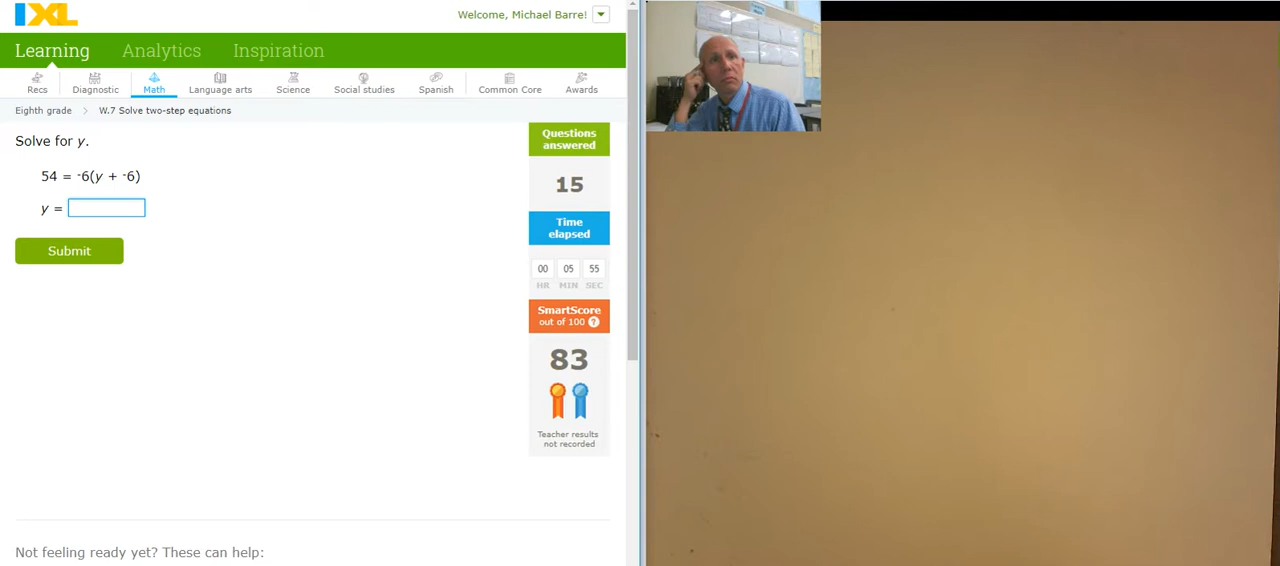 IXL
Welcome, Michael Barre!
Learning Analytics Inspiration
Recs Diagnostic Math Language arts Science Social studies Spanish Common Core Awards
Eighth grade > W.7 Solve two-step equations
Solve for y.
54 = -6(y + -6)
y =
Submit
Questions
answered
15
Time
elapsed
00 05 55
HR MIN SEC
SmartScore
out of 100 ?
83
Teacher results
not recorded
Not feeling ready yet? These can help: